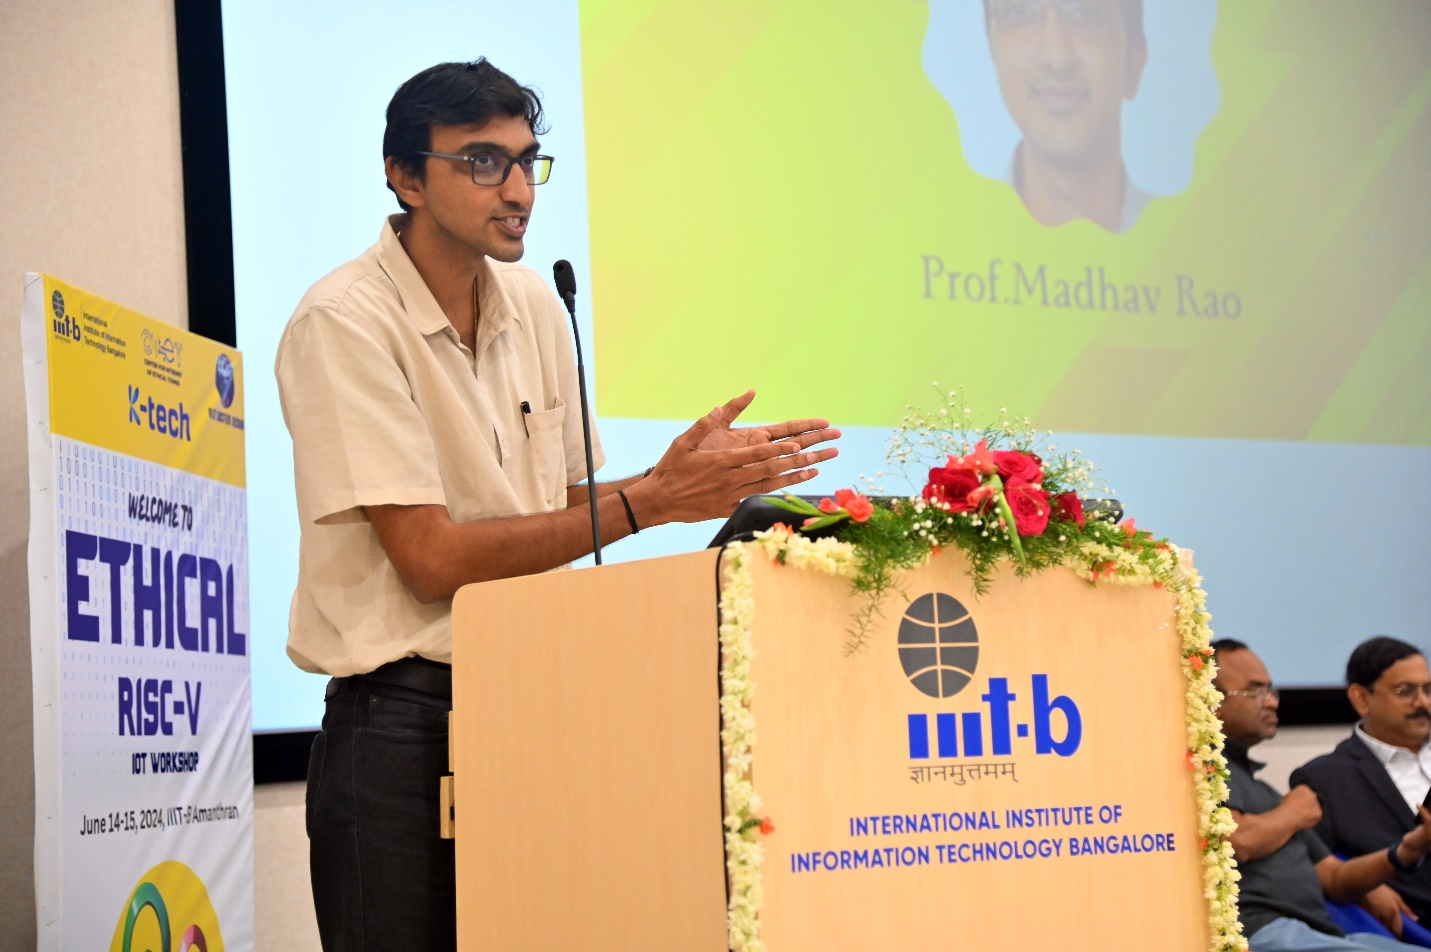 Prof.Madhav Rao
iiit-b
International
Institute of Information
Technology Bangalore
K-tech
WELCOME TO
ETHICAL
RISC-V
IOT WORKSHOP
June 14-15, 2024, IIIT-B Amanthran
iiit-b
ज्ञानमुत्तमम्
INTERNATIONAL INSTITUTE OF
INFORMATION TECHNOLOGY BANGALORE